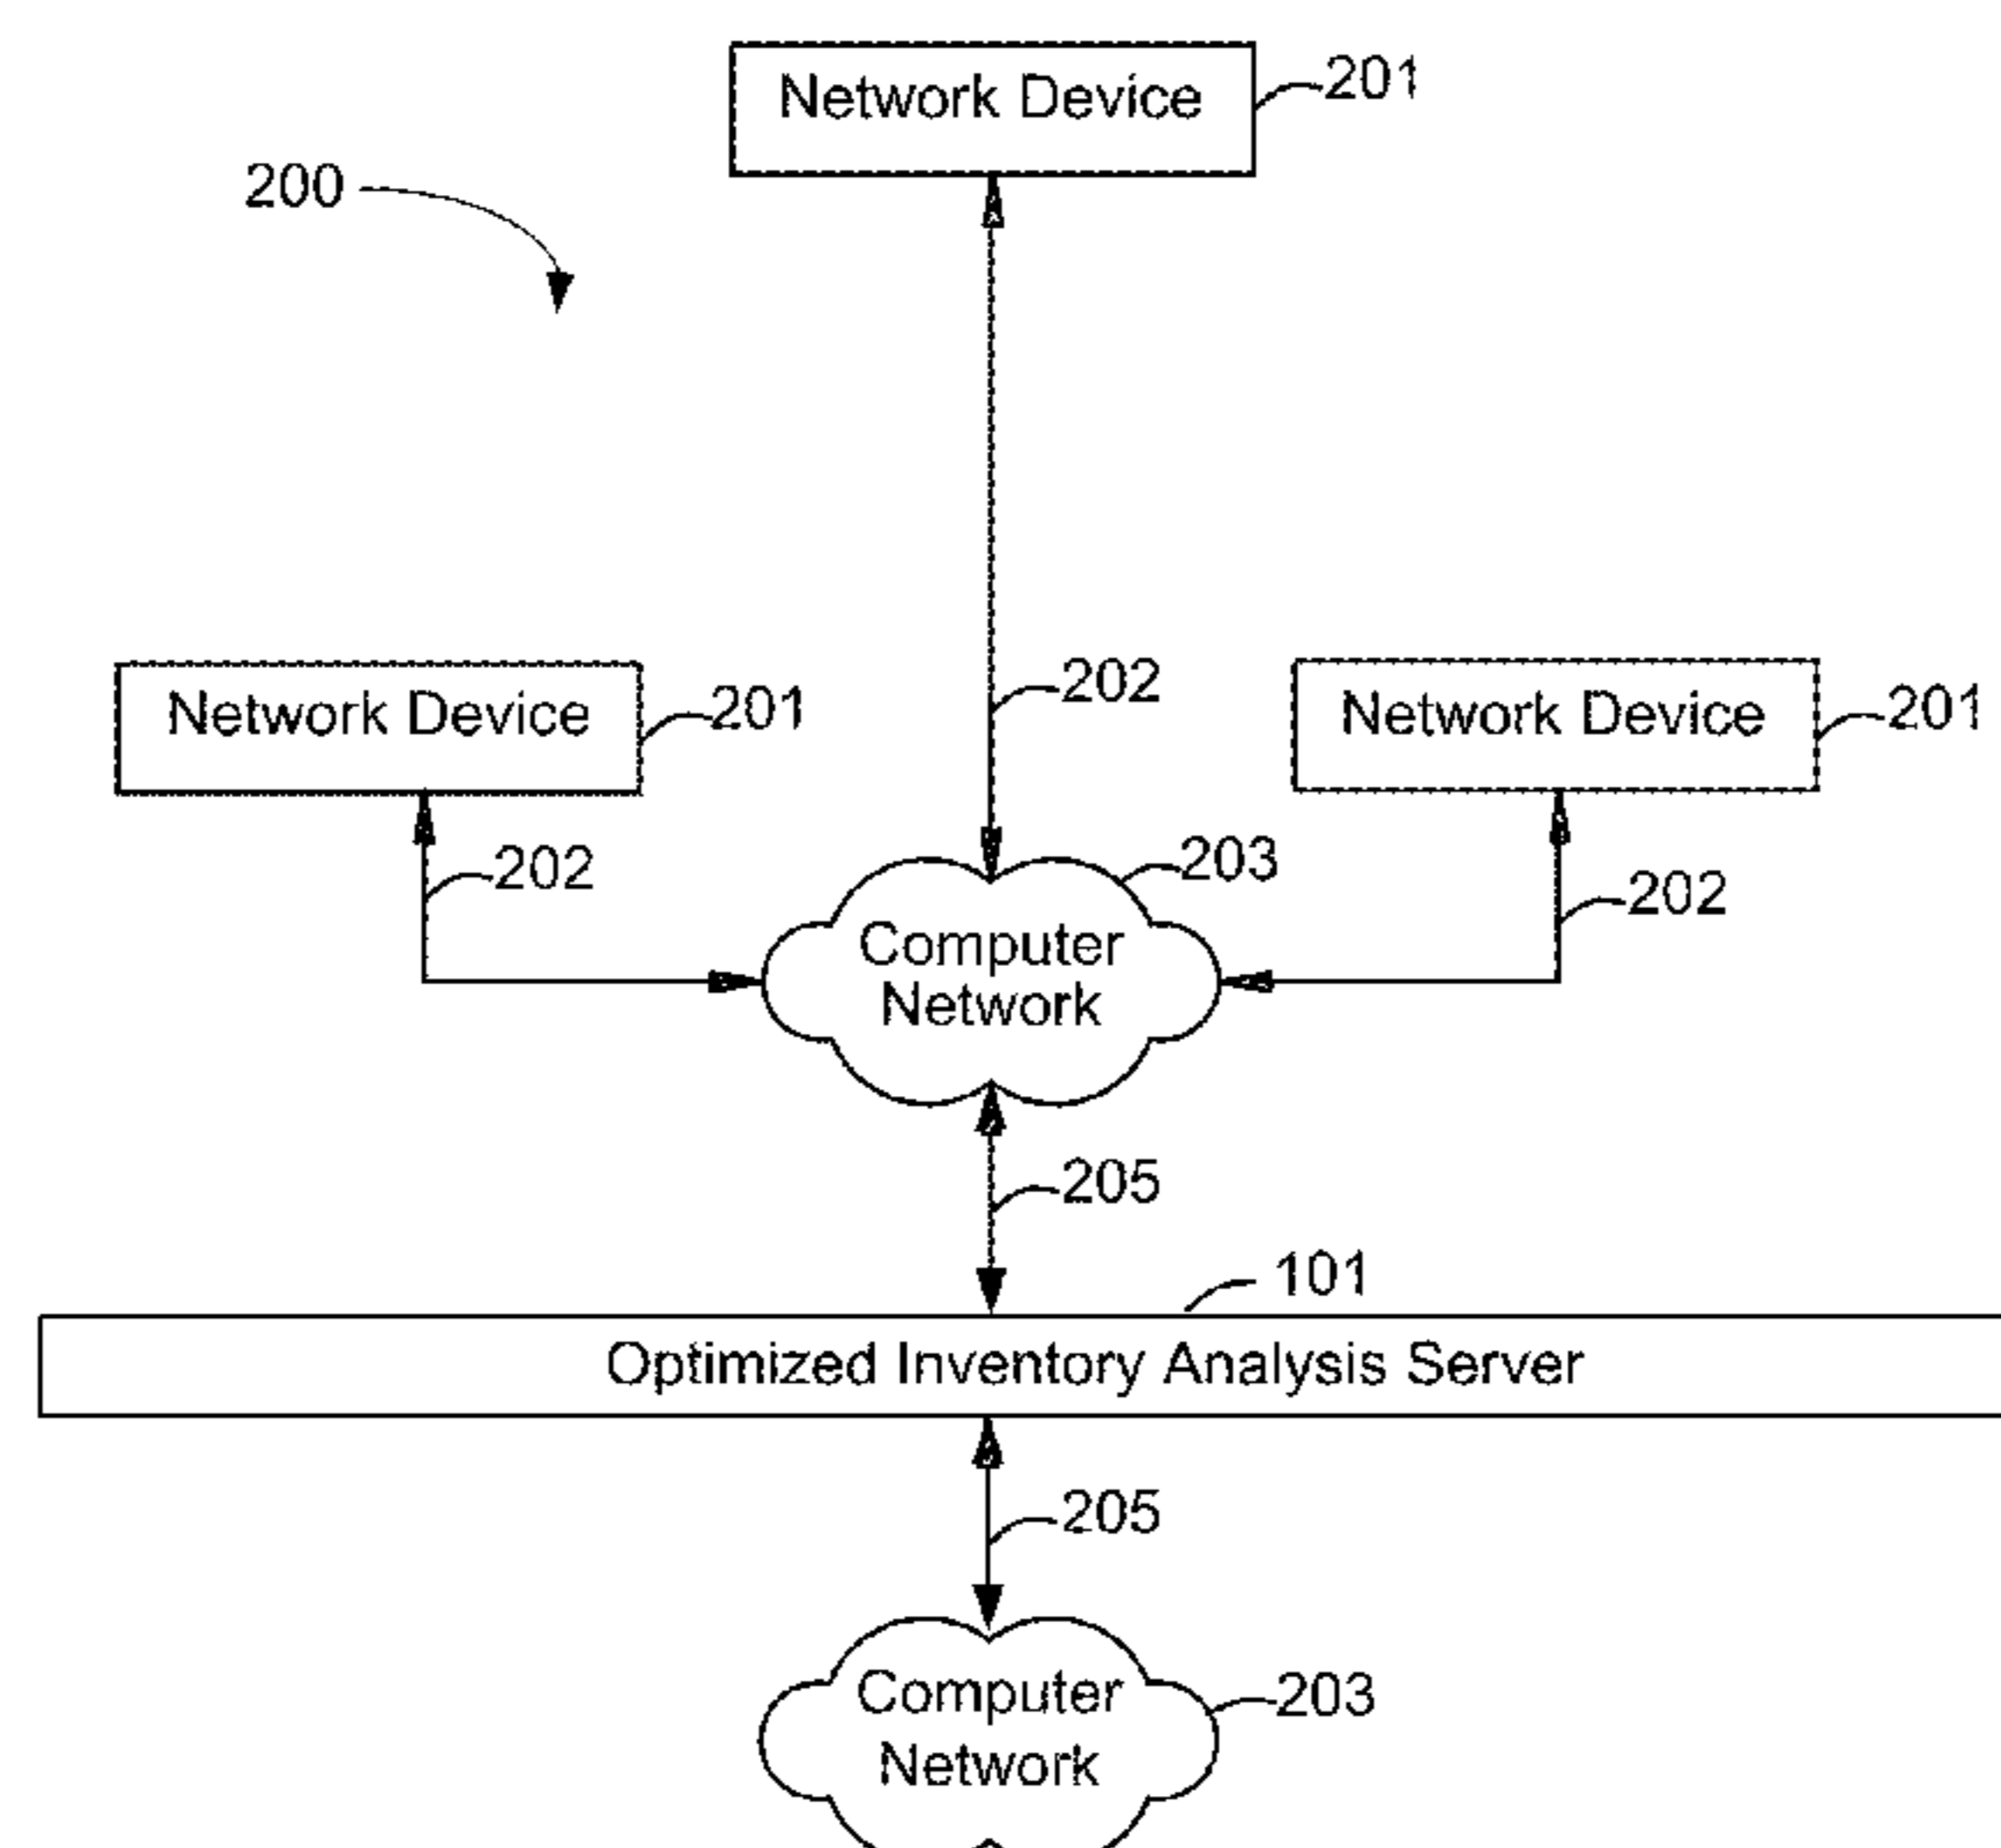 Network Device
201
200
202
Network Device
201
Network Device
201
202
203
202
Computer
Network
205
101
Optimized Inventory Analysis Server
205
Computer
Network
203